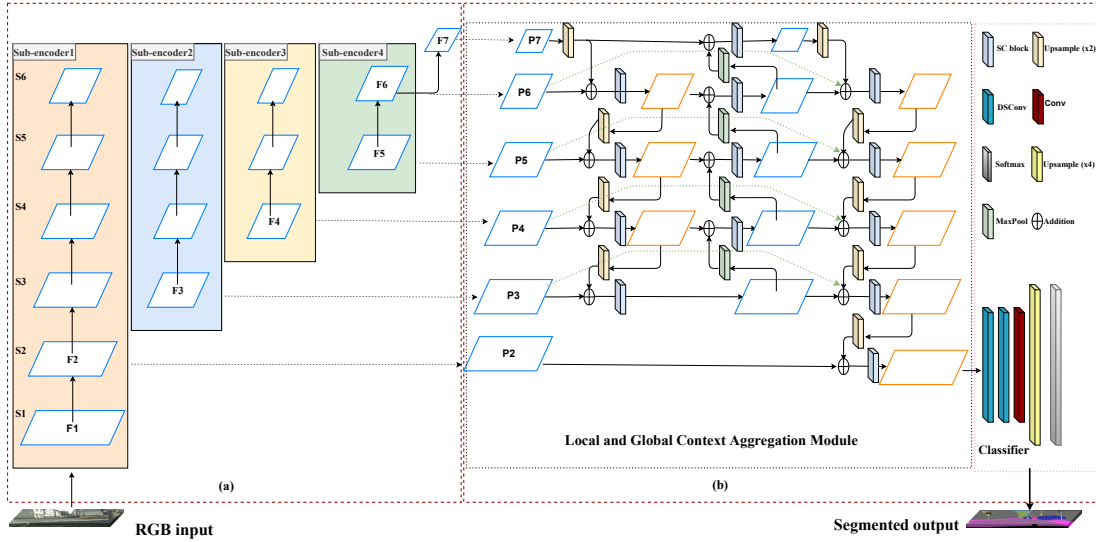 Sub-encoder1
Sub-encoder2
Sub-encoder3
Sub-encoder4
S6
S5
S4
S3
S2
S1
F1
F2
F3
F4
F5
F6
F7
(a)
RGB input
P7
P6
P5
P4
P3
P2
Local and Global Context Aggregation Module
(b)
SC block
Upsample (x2)
DSConv
Conv
Softmax
Upsample (x4)
MaxPool
Addition
Classifier
Segmented output